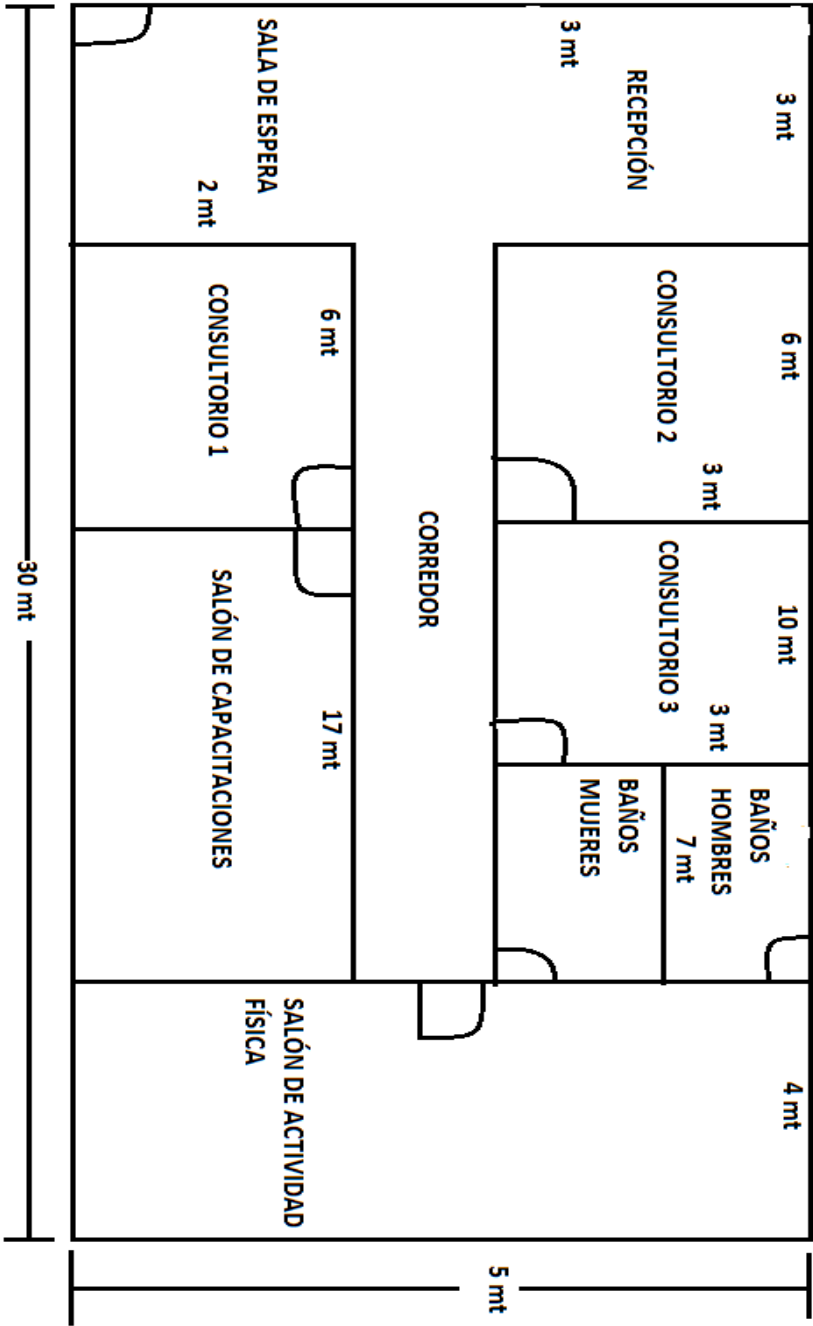 3 mt
6 mt
10 mt
4 mt
RECEPCIÓN
3 mt
CONSULTORIO 2
3 mt
CONSULTORIO 3
3 mt
BAÑOS
HOMBRES
7 mt
BAÑOS
MUJERES
CORREDOR
SALA DE ESPERA
2 mt
6 mt
CONSULTORIO 1
17 mt
SALÓN DE CAPACITACIONES
SALÓN DE ACTIVIDAD
FÍSICA
30 mt
5 mt